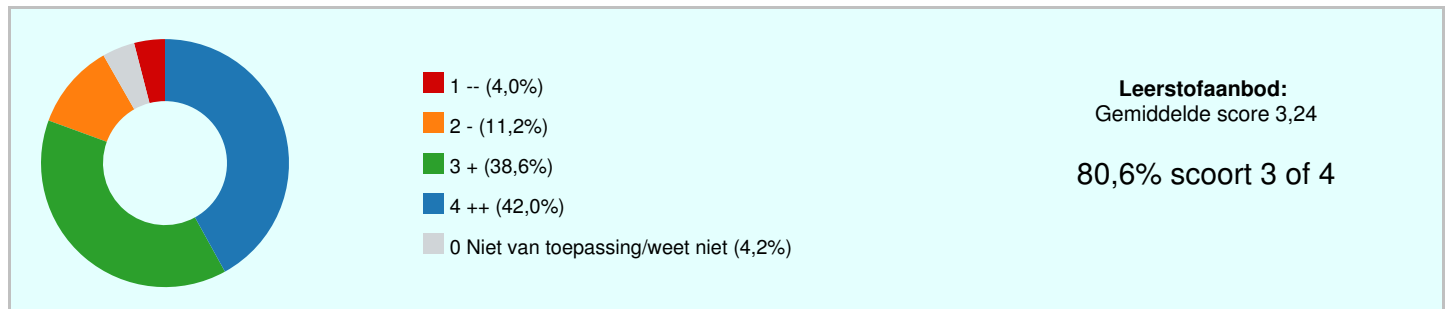 1 -- (4,0%)
2 - (11,2%)
3 + (38,6%)
4 ++ (42,0%)
0 Niet van toepassing/weet niet (4,2%)
Leerstofaanbod:
Gemiddelde score 3,24
80,6% scoort 3 of 4